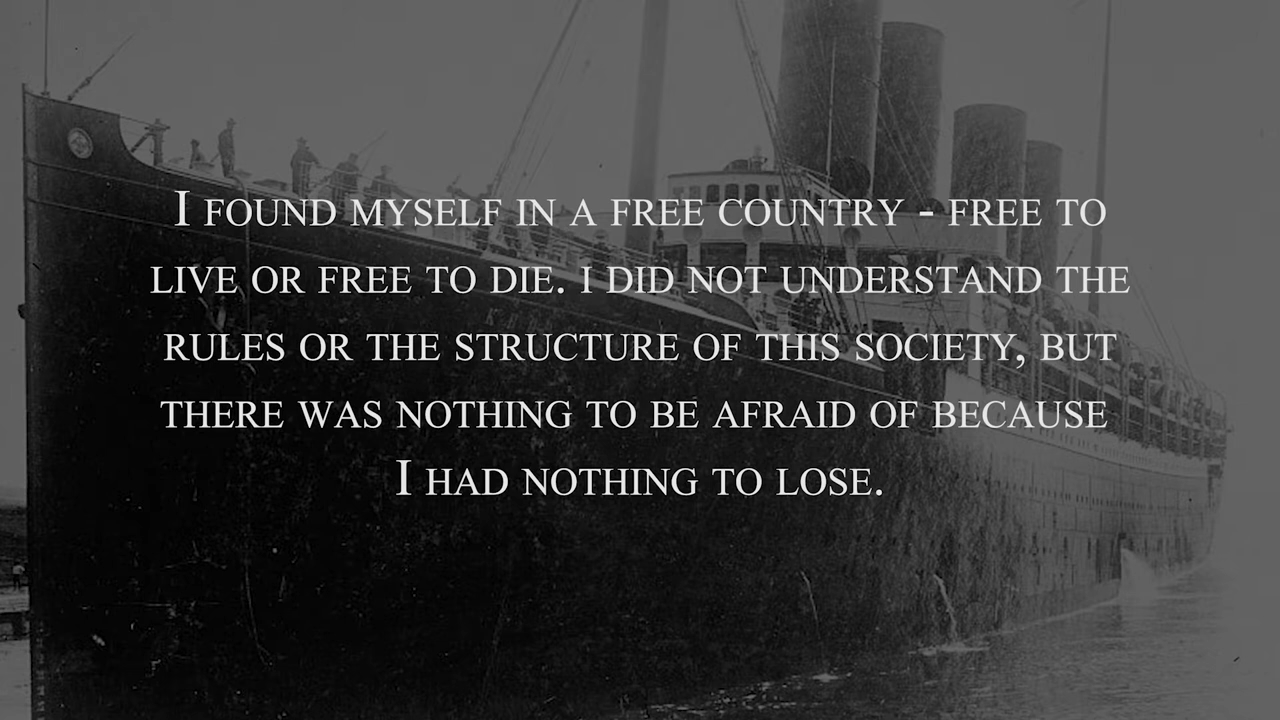 I FOUND MYSELF IN A FREE COUNTRY - FREE TO
LIVE OR FREE TO DIE. I DID NOT UNDERSTAND THE
RULES OR THE STRUCTURE OF THIS SOCIETY, BUT
THERE WAS NOTHING TO BE AFRAID OF BECAUSE
I HAD NOTHING TO LOSE.